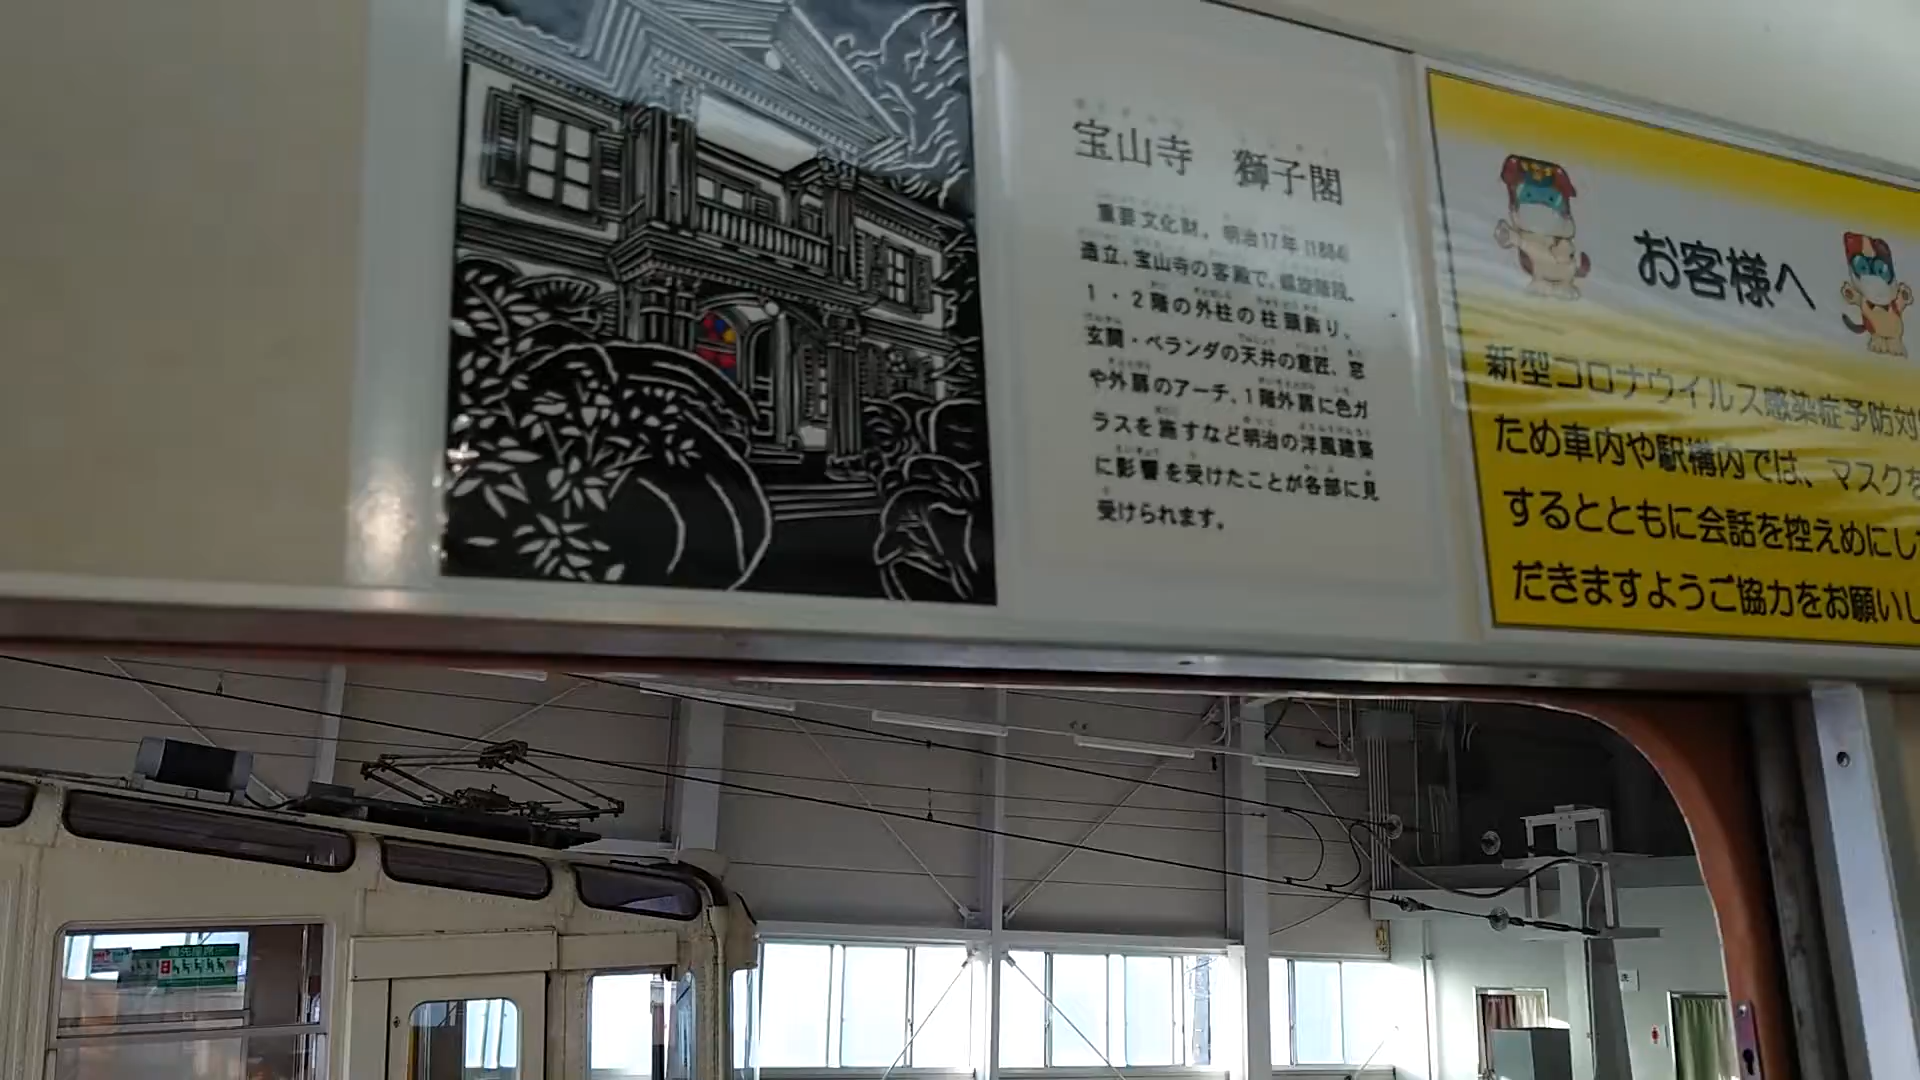 宝山寺 獅子閣
重要文化財。明治17年(1884)
造立。宝山寺の客殿で、螺旋階段、
1・2階の外柱の柱頭飾り、
玄関・ベランダの天井の意匠、窓
や外扉のアーチ、1階外扉に色ガ
ラスを施すなど明治の洋風建築
に影響を受けたことが各部に見
受けられます。
お客様へ
新型コロナウイルス感染症予防対
ため車内や駅構内では、マスクを
するとともに会話を控えめにし
だきますようご協力をお願いし
優先座席